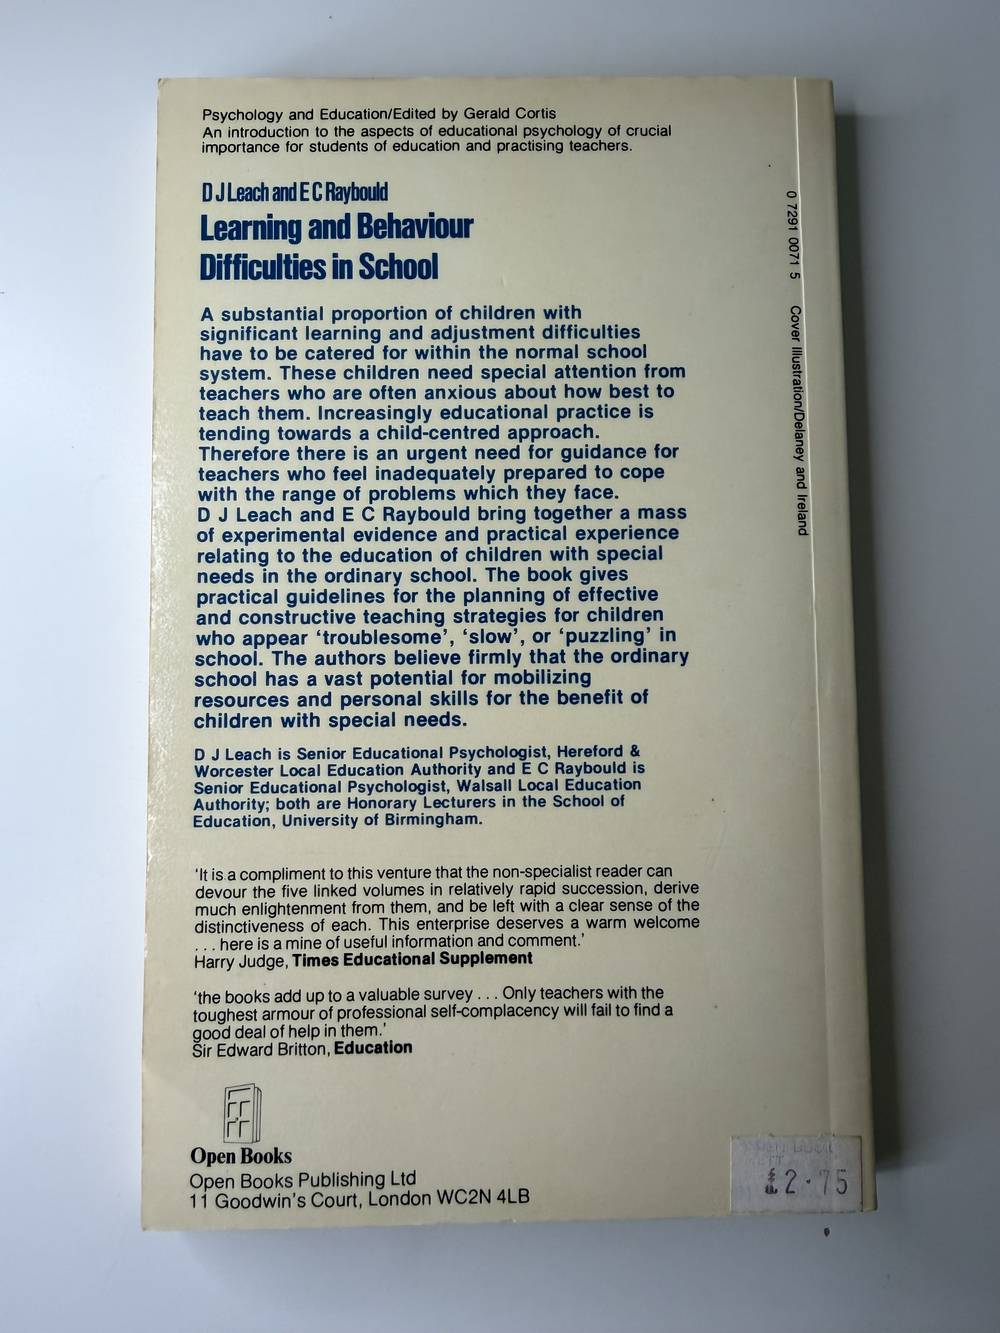 Psychology and Education/Edited by Gerald Cortis
An introduction to the aspects of educational psychology of crucial
importance for students of education and practising teachers.
D J Leach and E C Raybould
Learning and Behaviour
Difficulties in School
A substantial proportion of children with
significant learning and adjustment difficulties
have to be catered for within the normal school
system. These children need special attention from
teachers who are often anxious about how best to
teach them. Increasingly educational practice is
tending towards a child-centred approach.
Therefore there is an urgent need for guidance for
teachers who feel inadequately prepared to cope
with the range of problems which they face.
D J Leach and E C Raybould bring together a mass
of experimental evidence and practical experience
relating to the education of children with special
needs in the ordinary school. The book gives
practical guidelines for the planning of effective
and constructive teaching strategies for children
who appear ‘troublesome’, ‘slow’, or ‘puzzling’ in
school. The authors believe firmly that the ordinary
school has a vast potential for mobilizing
resources and personal skills for the benefit of
children with special needs.
D J Leach is Senior Educational Psychologist, Hereford &
Worcester Local Education Authority and E C Raybould is
Senior Educational Psychologist, Walsall Local Education
Authority; both are Honorary Lecturers in the School of
Education, University of Birmingham.
‘It is a compliment to this venture that the non-specialist reader can
devour the five linked volumes in relatively rapid succession, derive
much enlightenment from them, and be left with a clear sense of the
distinctiveness of each. This enterprise deserves a warm welcome
. . . here is a mine of useful information and comment.’
Harry Judge, Times Educational Supplement
‘the books add up to a valuable survey . . . Only teachers with the
toughest armour of professional self-complacency will fail to find a
good deal of help in them.’
Sir Edward Britton, Education
Open Books
Open Books Publishing Ltd
11 Goodwin's Court, London WC2N 4LB
0 7291 0071 5 Cover Illustration/Delaney and Ireland
£2·75